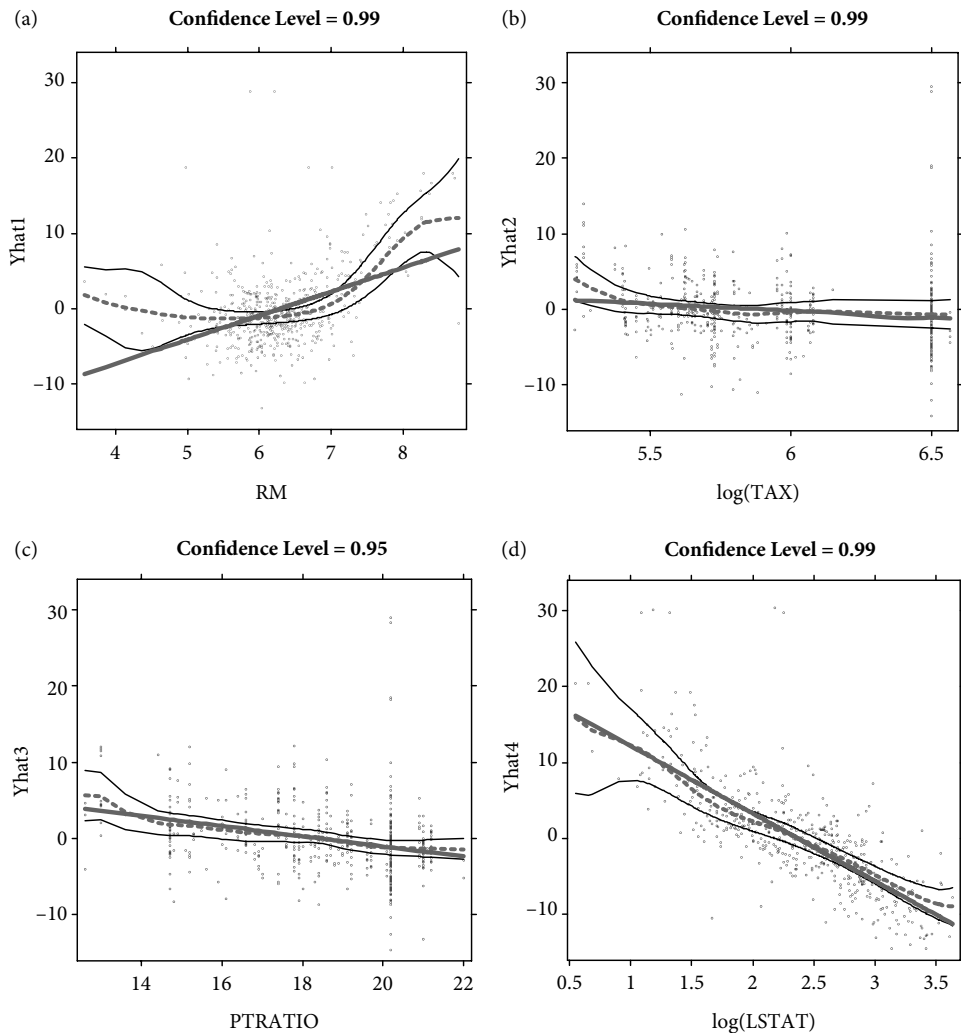 (a)
Confidence Level = 0.99
30
20
10
0
−10
Yhat1
4 5 6 7 8
RM
(b)
Confidence Level = 0.99
30
20
10
0
−10
Yhat2
5.5 6 6.5
log(TAX)
(c)
Confidence Level = 0.95
30
20
10
0
−10
Yhat3
14 16 18 20 22
PTRATIO
(d)
Confidence Level = 0.99
30
20
10
0
−10
Yhat4
0.5 1 1.5 2 2.5 3 3.5
log(LSTAT)